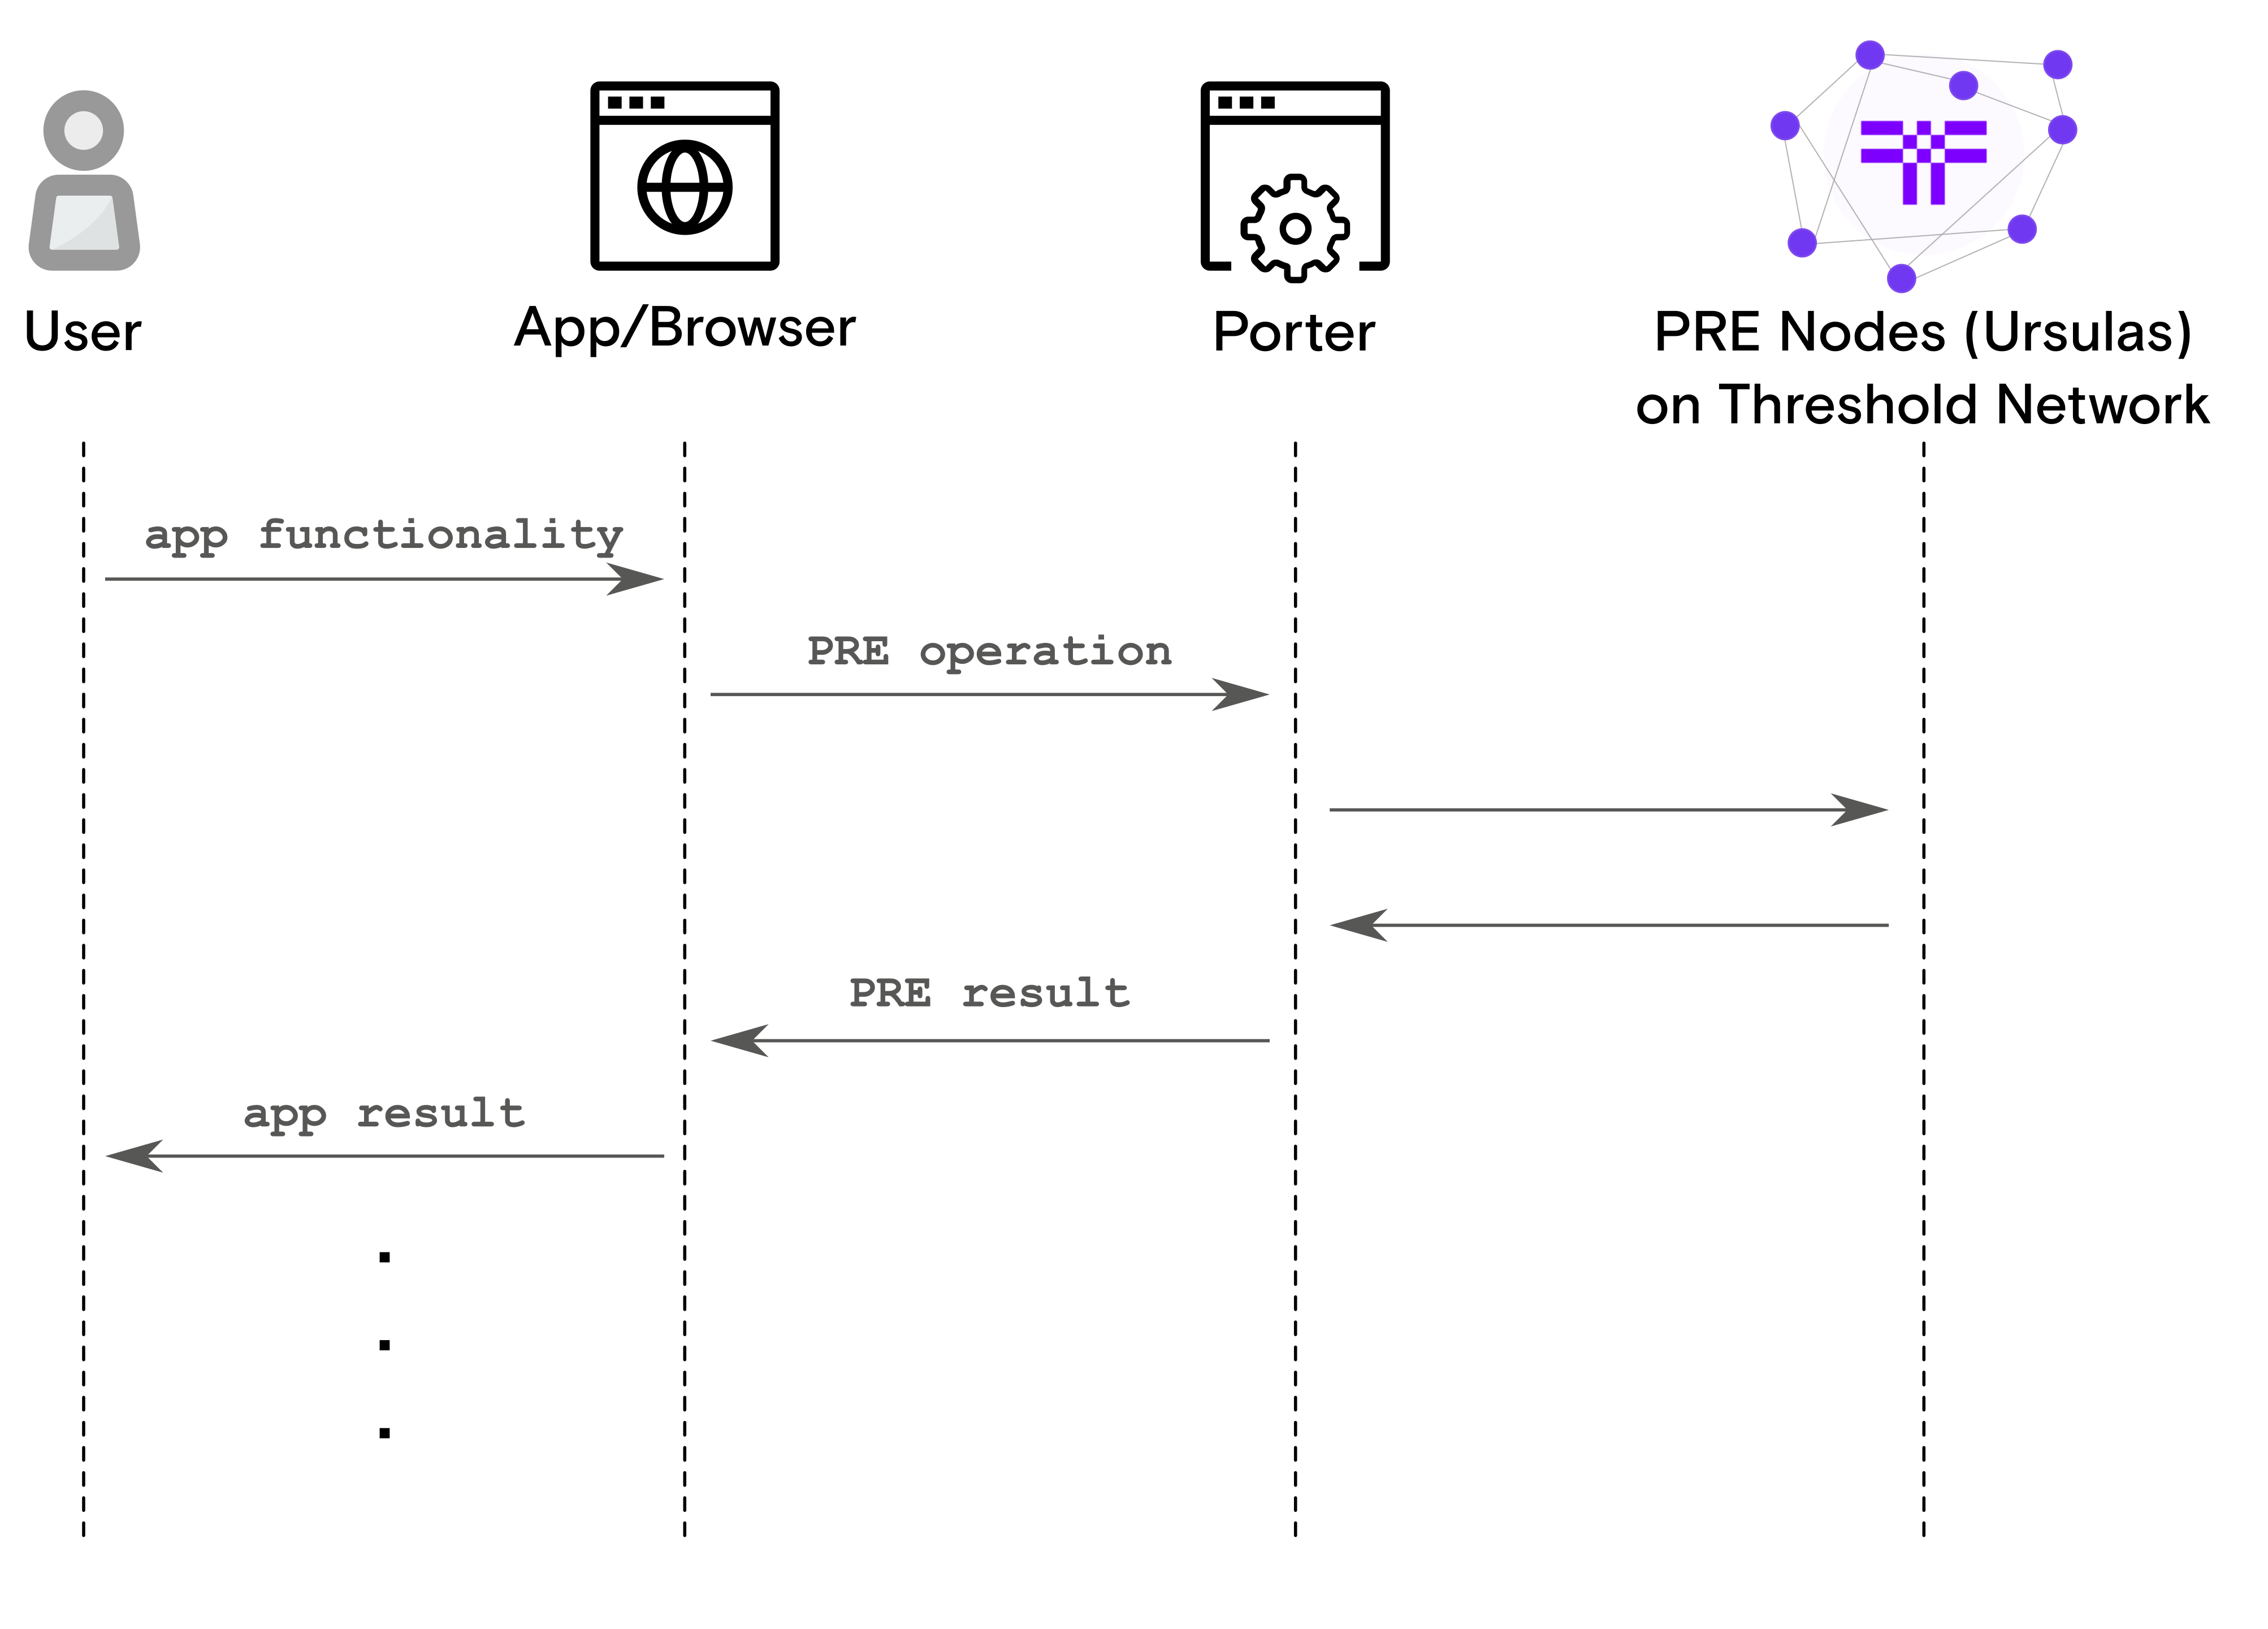 User
App/Browser
Porter
PRE Nodes (Ursulas)
on Threshold Network
app functionality
PRE operation
PRE result
app result